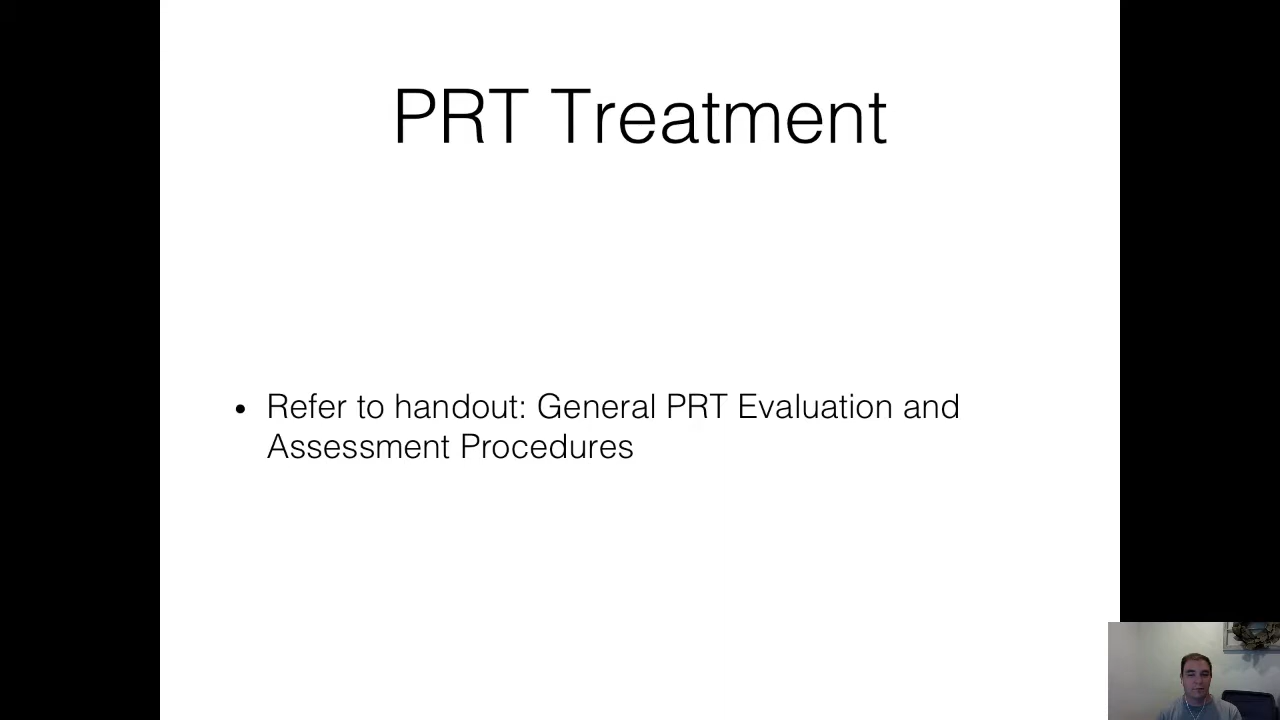 PRT Treatment
• Refer to handout: General PRT Evaluation and
Assessment Procedures